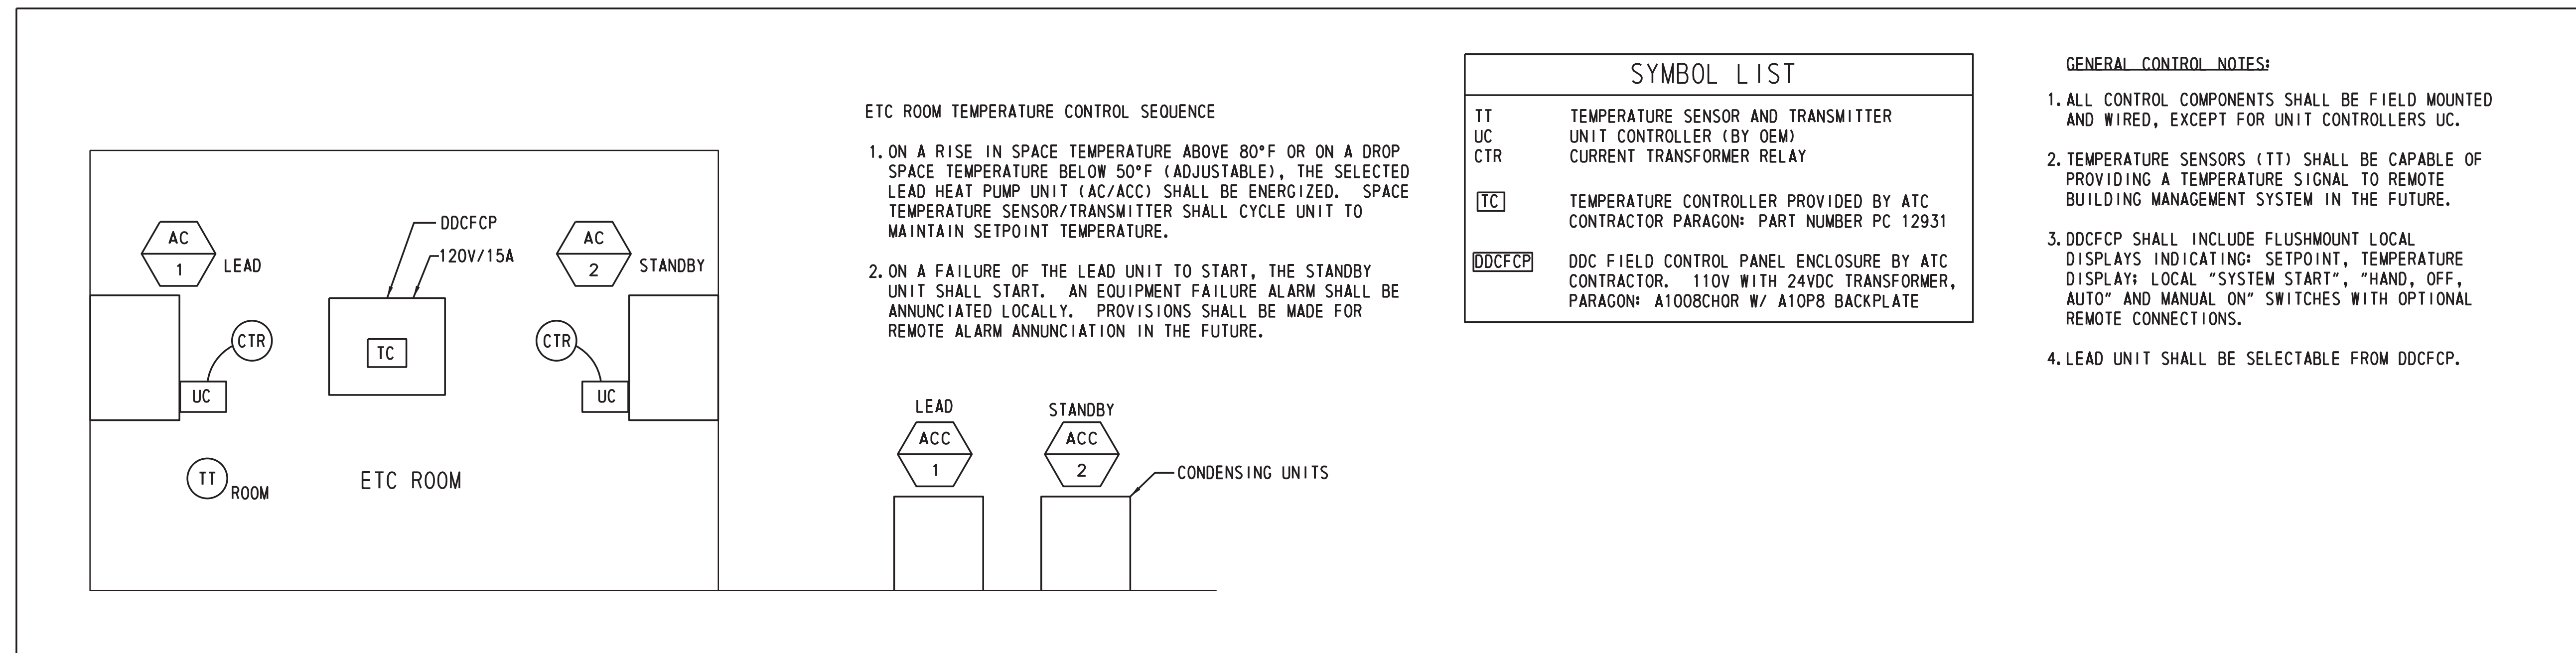 DDCFCP
120V/15A
AC
1
LEAD
AC
2
STANDBY
CTR
TC
CTR
UC
UC
TT
ROOM
ETC ROOM
ETC ROOM TEMPERATURE CONTROL SEQUENCE
1. ON A RISE IN SPACE TEMPERATURE ABOVE 80°F OR ON A DROP
SPACE TEMPERATURE BELOW 50°F (ADJUSTABLE), THE SELECTED
LEAD HEAT PUMP UNIT (AC/ACC) SHALL BE ENERGIZED. SPACE
TEMPERATURE SENSOR/TRANSMITTER SHALL CYCLE UNIT TO
MAINTAIN SETPOINT TEMPERATURE.
2. ON A FAILURE OF THE LEAD UNIT TO START, THE STANDBY
UNIT SHALL START. AN EQUIPMENT FAILURE ALARM SHALL BE
ANNUNCIATED LOCALLY. PROVISIONS SHALL BE MADE FOR
REMOTE ALARM ANNUNCIATION IN THE FUTURE.
LEAD
ACC
1
STANDBY
ACC
2
CONDENSING UNITS
SYMBOL LIST
TT TEMPERATURE SENSOR AND TRANSMITTER
UC UNIT CONTROLLER (BY OEM)
CTR CURRENT TRANSFORMER RELAY
TC TEMPERATURE CONTROLLER PROVIDED BY ATC
CONTRACTOR PARAGON: PART NUMBER PC 12931
DDCFCP DDC FIELD CONTROL PANEL ENCLOSURE BY ATC
CONTRACTOR. 110V WITH 24VDC TRANSFORMER,
PARAGON: A1008CHOR W/ A10P8 BACKPLATE
GENERAL CONTROL NOTES:
1. ALL CONTROL COMPONENTS SHALL BE FIELD MOUNTED
AND WIRED, EXCEPT FOR UNIT CONTROLLERS UC.
2. TEMPERATURE SENSORS (TT) SHALL BE CAPABLE OF
PROVIDING A TEMPERATURE SIGNAL TO REMOTE
BUILDING MANAGEMENT SYSTEM IN THE FUTURE.
3. DDCFCP SHALL INCLUDE FLUSHMOUNT LOCAL
DISPLAYS INDICATING: SETPOINT, TEMPERATURE
DISPLAY; LOCAL "SYSTEM START", "HAND, OFF,
AUTO" AND MANUAL ON" SWITCHES WITH OPTIONAL
REMOTE CONNECTIONS.
4. LEAD UNIT SHALL BE SELECTABLE FROM DDCFCP.